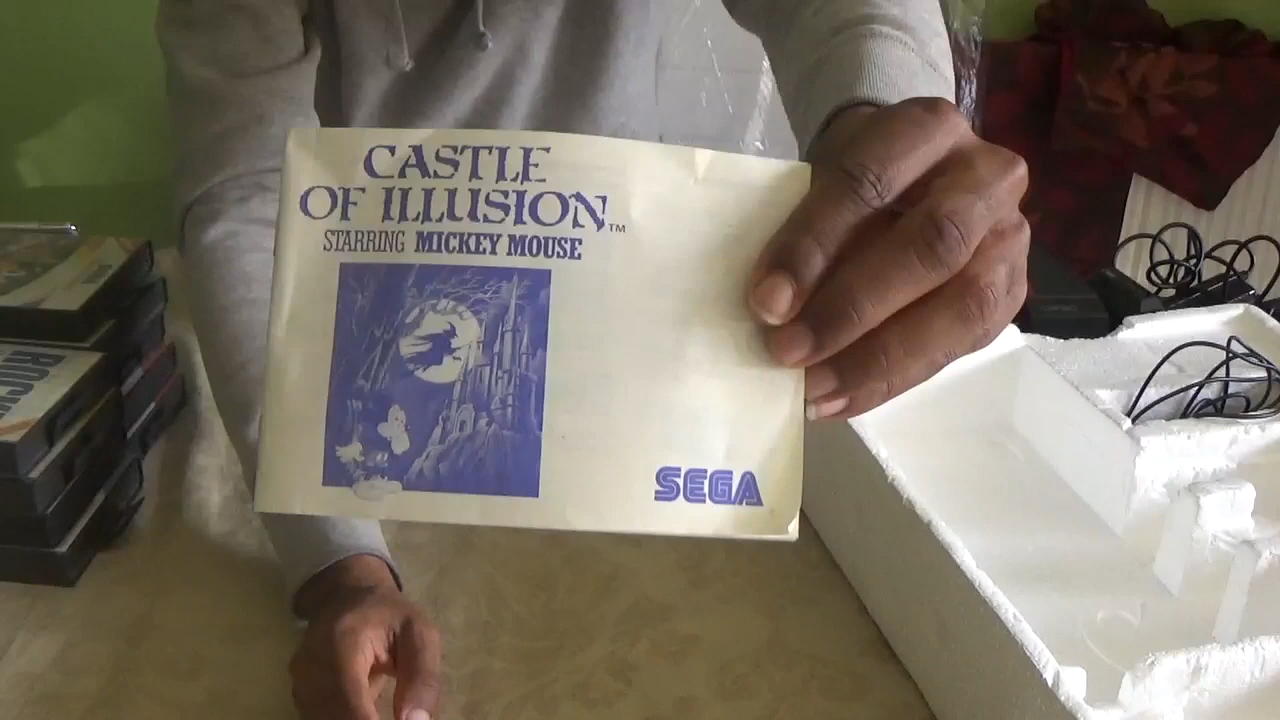 CASTLE
OF ILLUSION™
STARRING MICKEY MOUSE
SEGA